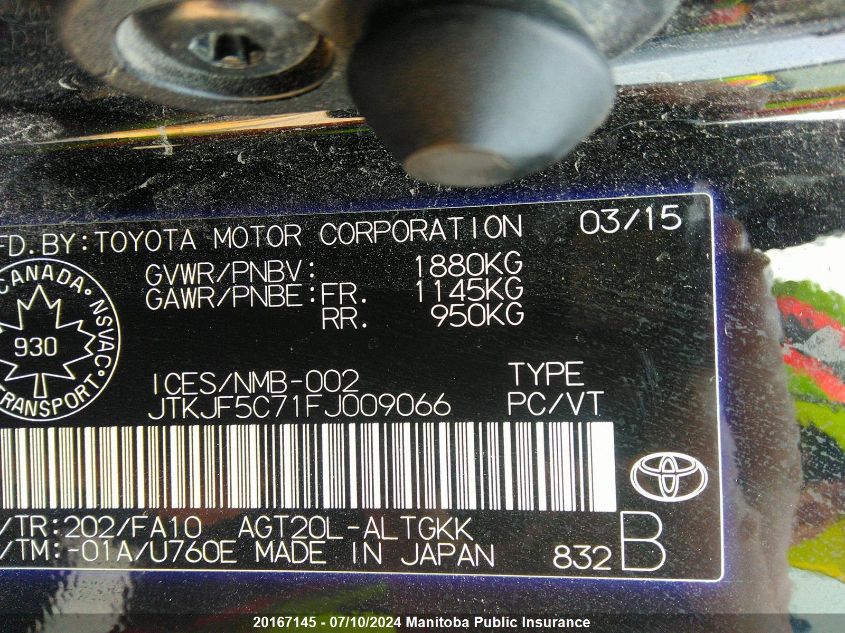 FD.BY:TOYOTA MOTOR CORPORATION 03/15
GVWR/PNBV: 1880KG
GAWR/PNBE:FR. 1145KG
RR. 950KG
CANADA NSVAC TRANSPORT
930
ICES/NMB-002 TYPE
JTKJF5C71FJ009066 PC/VT
/TR:202/FA10 AGT20L-ALTGKK
/TM:-01A/U760E MADE IN JAPAN 832 B
20167145 - 07/10/2024 Manitoba Public Insurance